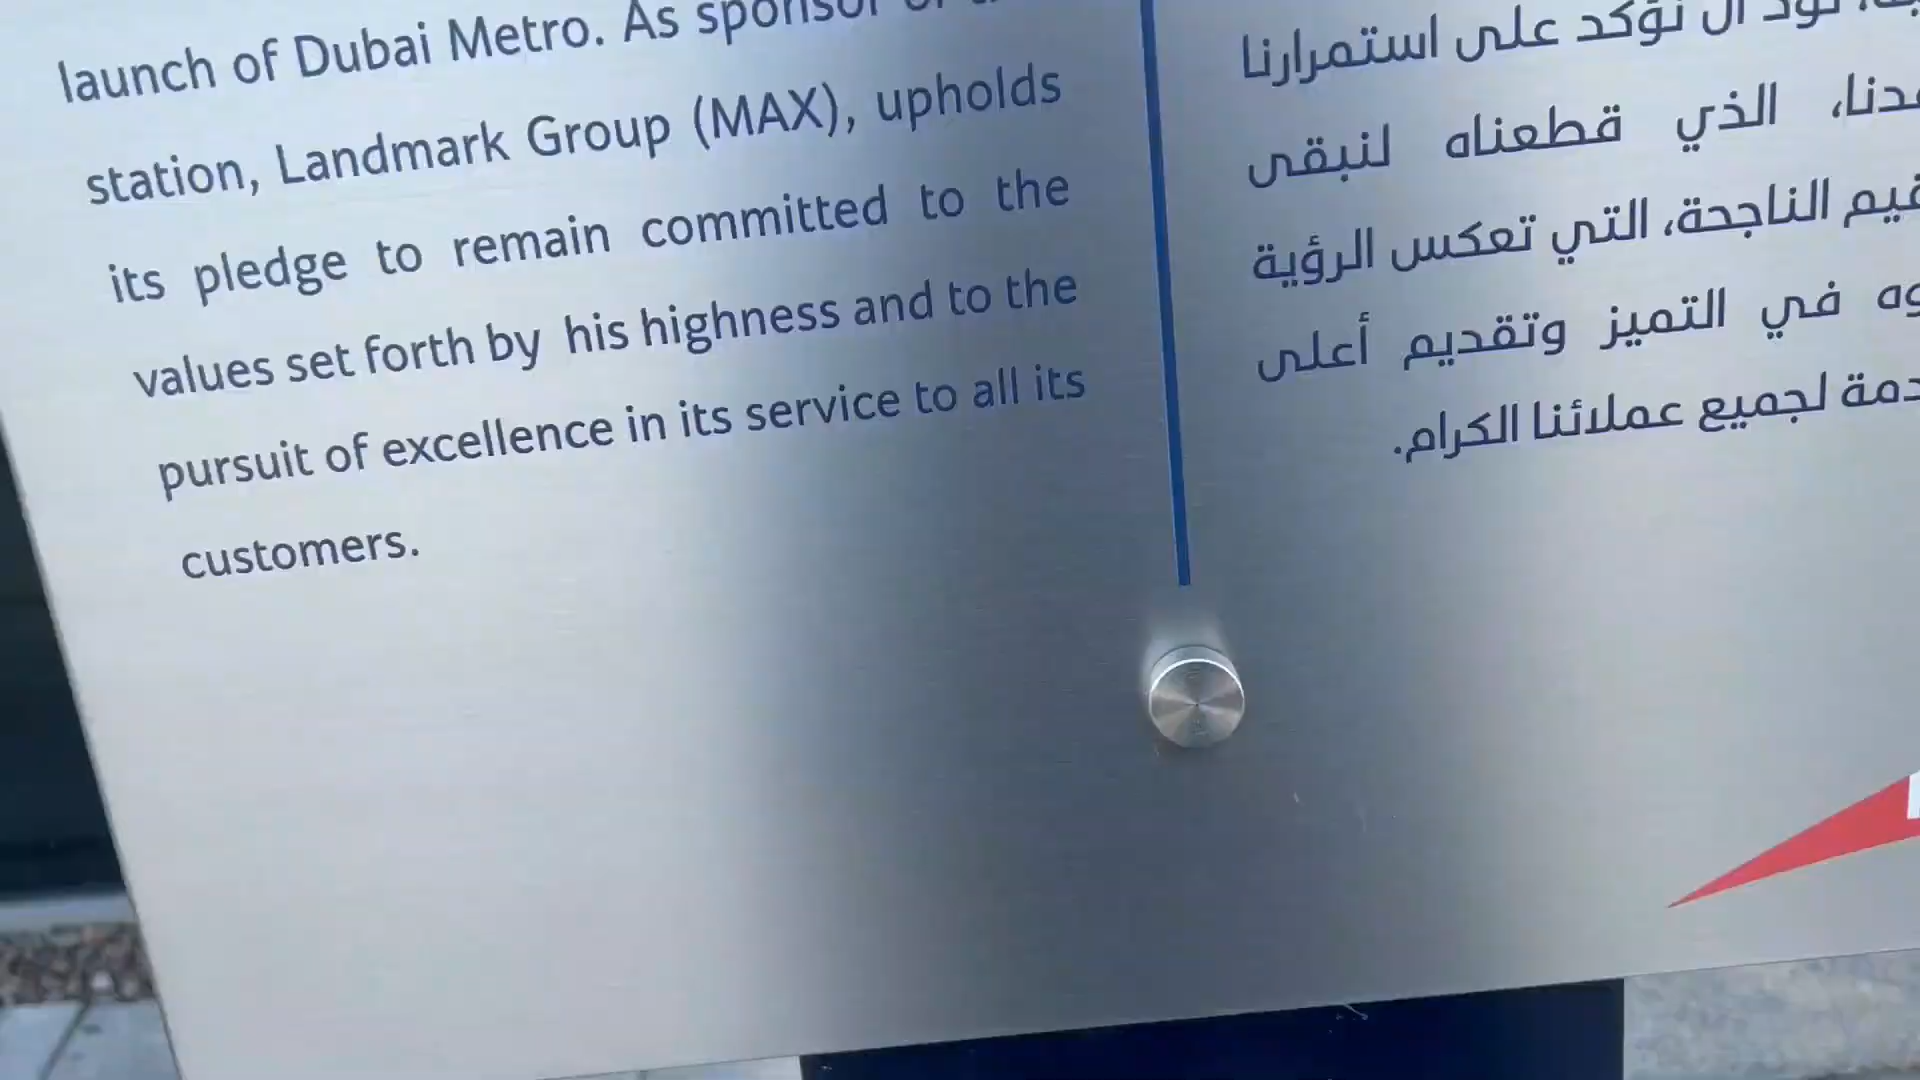 launch of Dubai Metro. As sponsor of
station, Landmark Group (MAX), upholds
its pledge to remain committed to the
values set forth by his highness and to the
pursuit of excellence in its service to all its
customers.
نود أن نؤكد على استمرارنا
الذي قطعناه لنبقى
الناجحة، التي تعكس الرؤية
في التميز وتقديم أعلى
لجميع عملائنا الكرام.